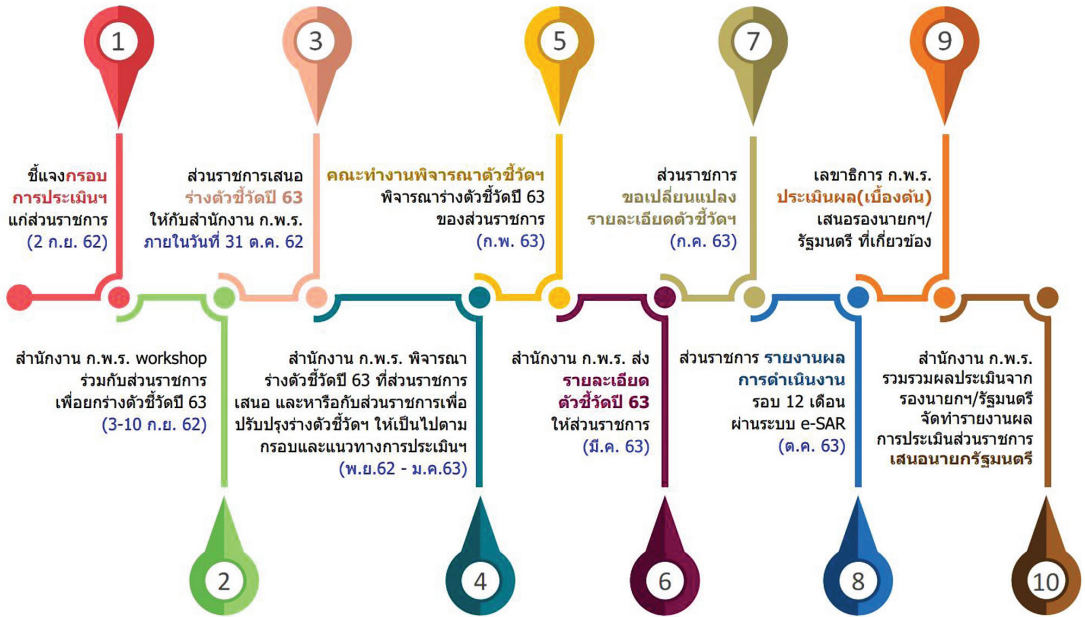 1
ชี้แจงกรอบ
การประเมินฯ
แก่ส่วนราชการ
(2 ก.ย. 62)
2
สำนักงาน ก.พ.ร. workshop
ร่วมกับส่วนราชการ
เพื่อยกร่างตัวชี้วัดปี 63
(3-10 ก.ย. 62)
3
ส่วนราชการเสนอ
ร่างตัวชี้วัดปี 63
ให้กับสำนักงาน ก.พ.ร.
ภายในวันที่ 31 ต.ค. 62
4
สำนักงาน ก.พ.ร. พิจารณา
ร่างตัวชี้วัดปี 63 ที่ส่วนราชการ
เสนอ และหารือกับส่วนราชการเพื่อ
ปรับปรุงร่างตัวชี้วัดฯ ให้เป็นไปตาม
กรอบและแนวทางการประเมินฯ
(พ.ย.62 - ม.ค.63)
5
คณะทำงานพิจารณาตัวชี้วัดฯ
พิจารณาร่างตัวชี้วัดปี 63
ของส่วนราชการ
(ก.พ. 63)
6
สำนักงาน ก.พ.ร. ส่ง
รายละเอียด
ตัวชี้วัดปี 63
ให้ส่วนราชการ
(มี.ค. 63)
7
ส่วนราชการ
ขอเปลี่ยนแปลง
รายละเอียดตัวชี้วัดฯ
(ก.ค. 63)
8
ส่วนราชการ รายงานผล
การดำเนินงาน
รอบ 12 เดือน
ผ่านระบบ e-SAR
(ต.ค. 63)
9
เลขาธิการ ก.พ.ร.
ประเมินผล(เบื้องต้น)
เสนอรองนายกฯ/
รัฐมนตรี ที่เกี่ยวข้อง
10
สำนักงาน ก.พ.ร.
รวมรวมผลประเมินจาก
รองนายกฯ/รัฐมนตรี
จัดทำรายงานผล
การประเมินส่วนราชการ
เสนอนายกรัฐมนตรี